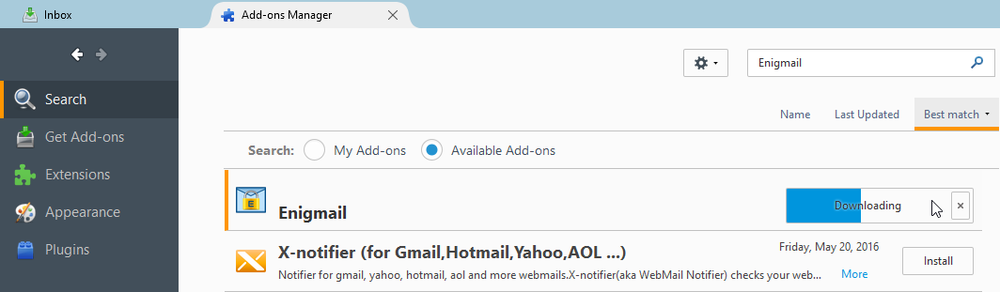 Inbox
Add-ons Manager
Enigmail
Search
Name Last Updated Best match
Get Add-ons
Search: My Add-ons Available Add-ons
Extensions
Enigmail Downloading
Appearance
Plugins
X-notifier (for Gmail,Hotmail,Yahoo,AOL ...) Friday, May 20, 2016
Install
Notifier for gmail, yahoo, hotmail, aol and more webmails.X-notifier(aka WebMail Notifier) checks your web... More